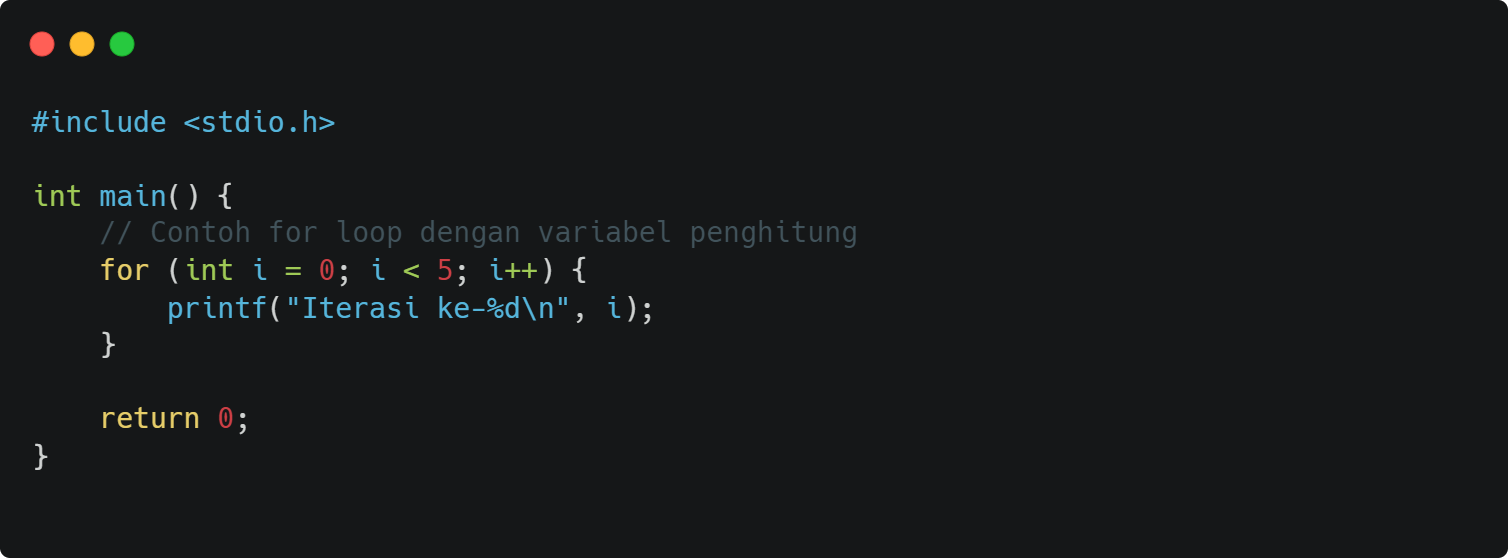 #include <stdio.h>
int main() {
    // Contoh for loop dengan variabel penghitung
    for (int i = 0; i < 5; i++) {
        printf("Iterasi ke-%d\n", i);
    }
    return 0;
}